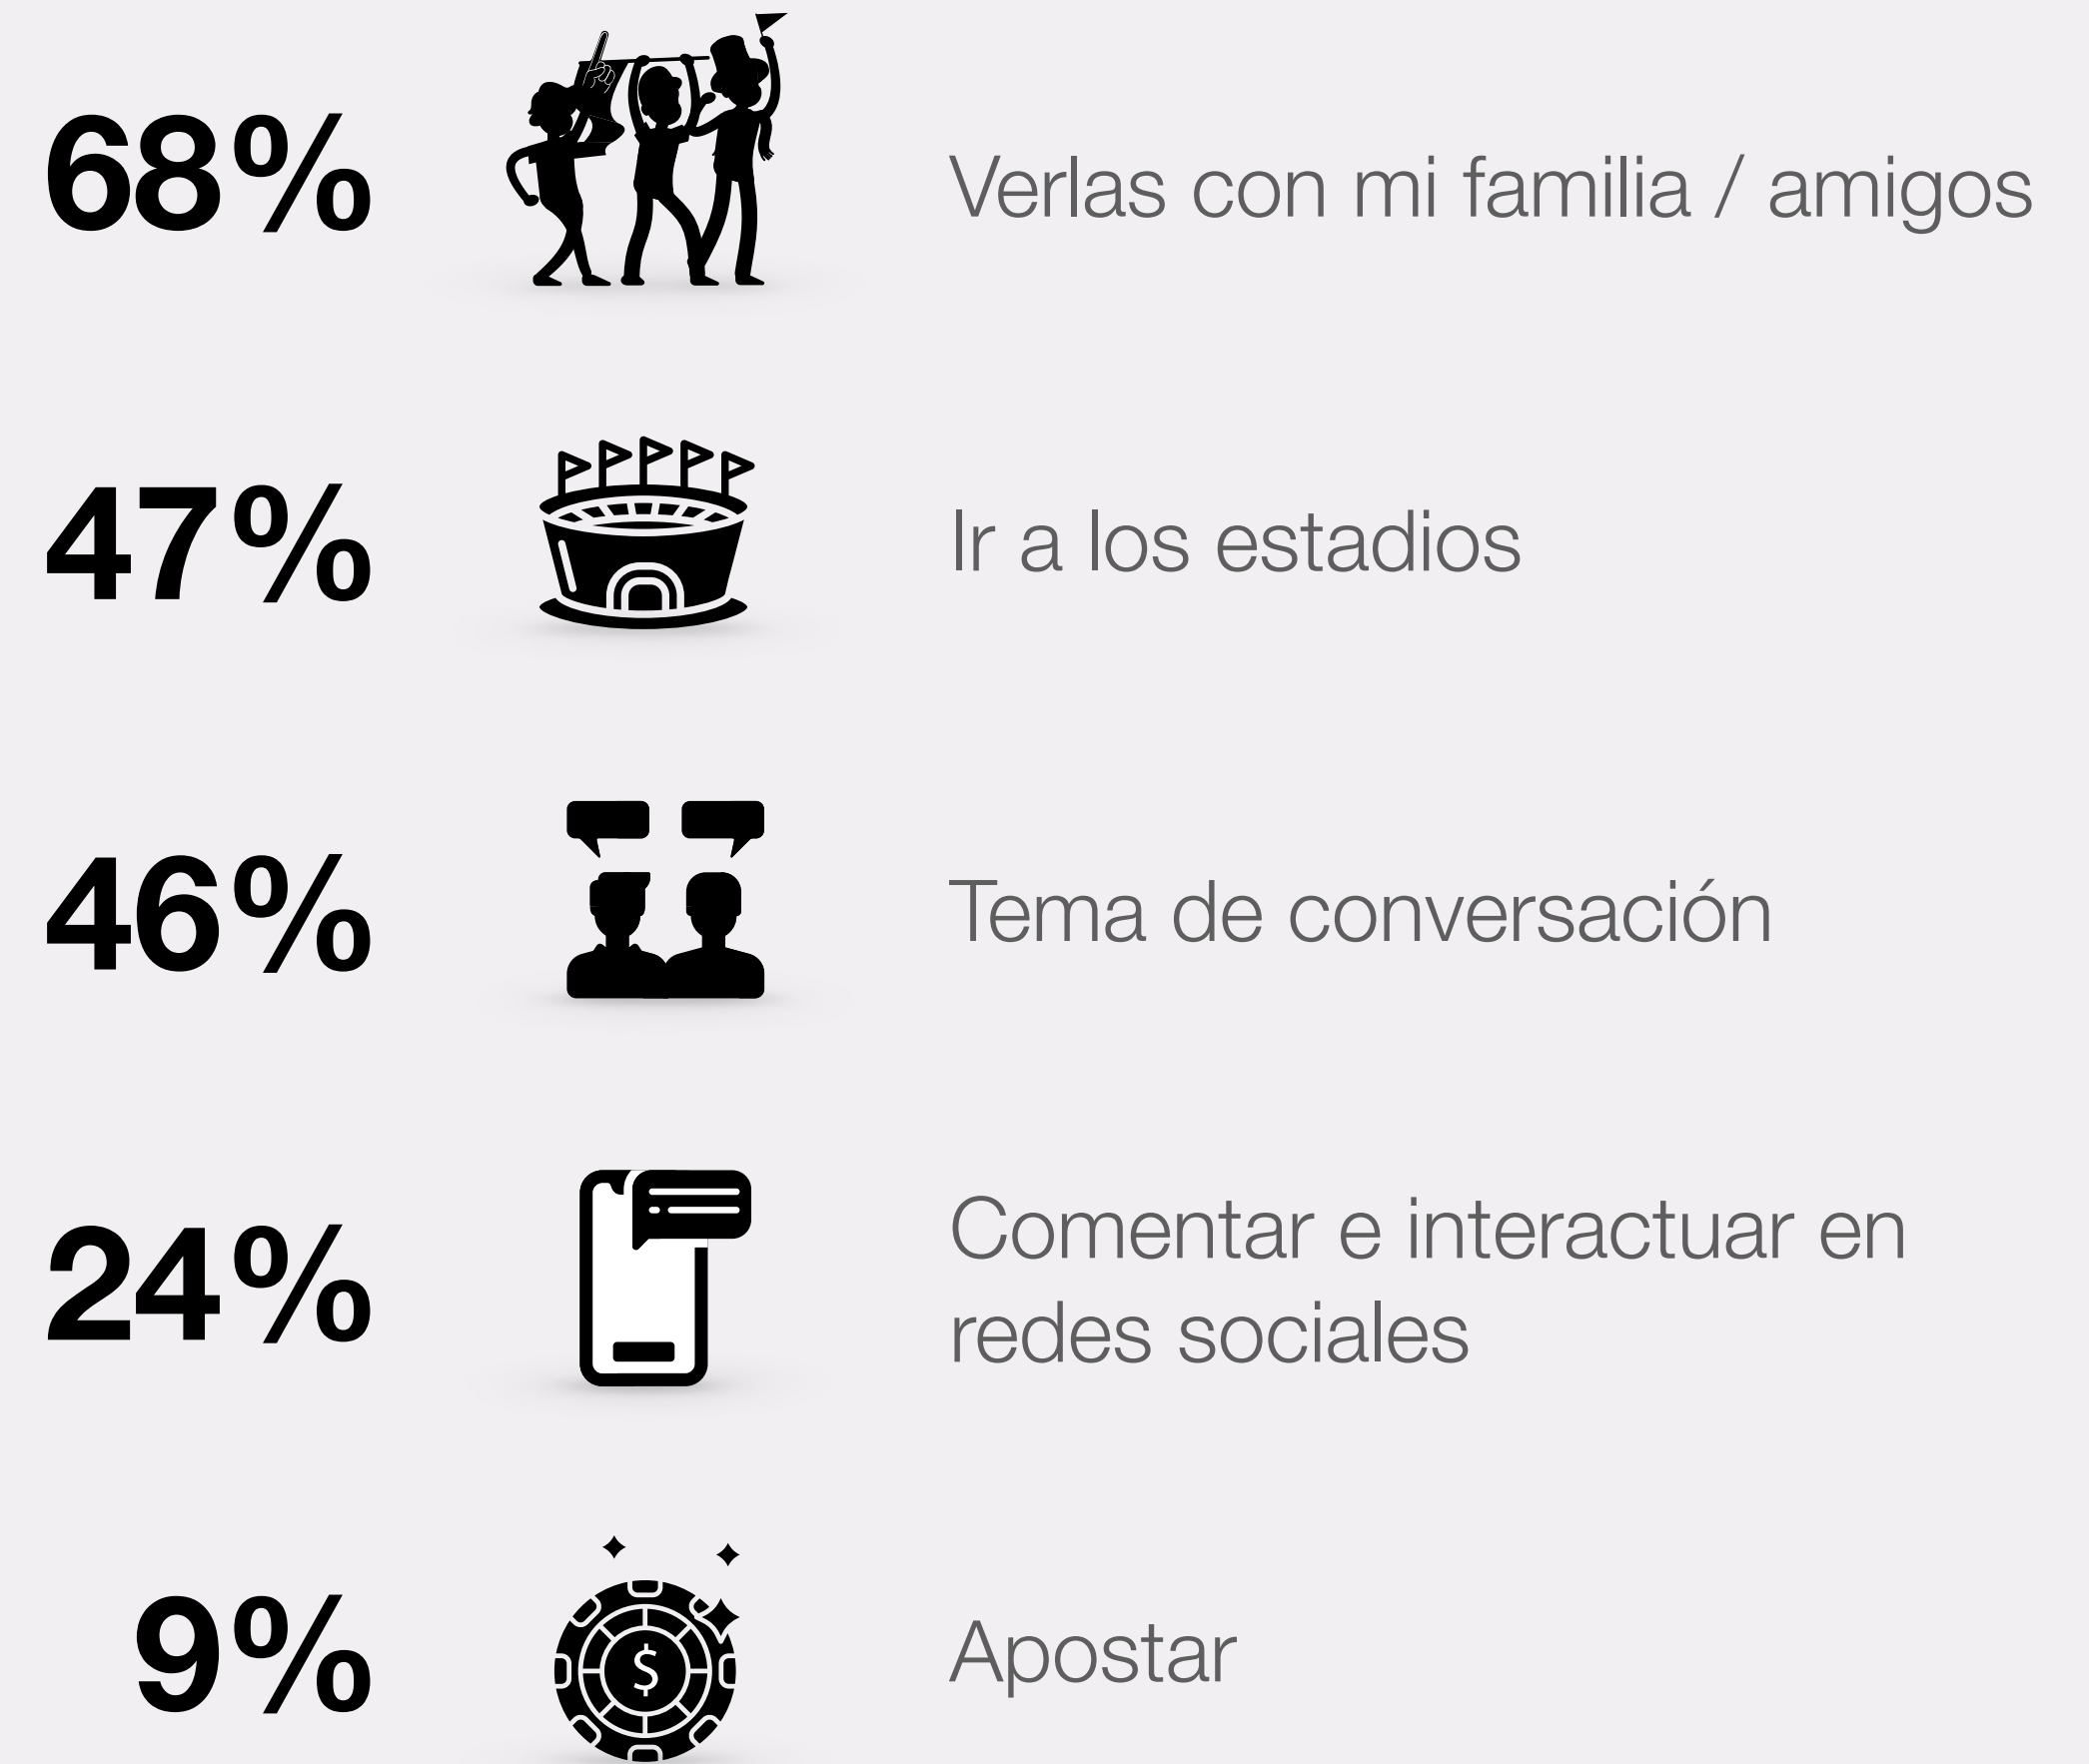 68%
Verlas con mi familia / amigos
47%
Ir a los estadios
46%
Tema de conversación
24%
Comentar e interactuar en
redes sociales
9%
$
Apostar